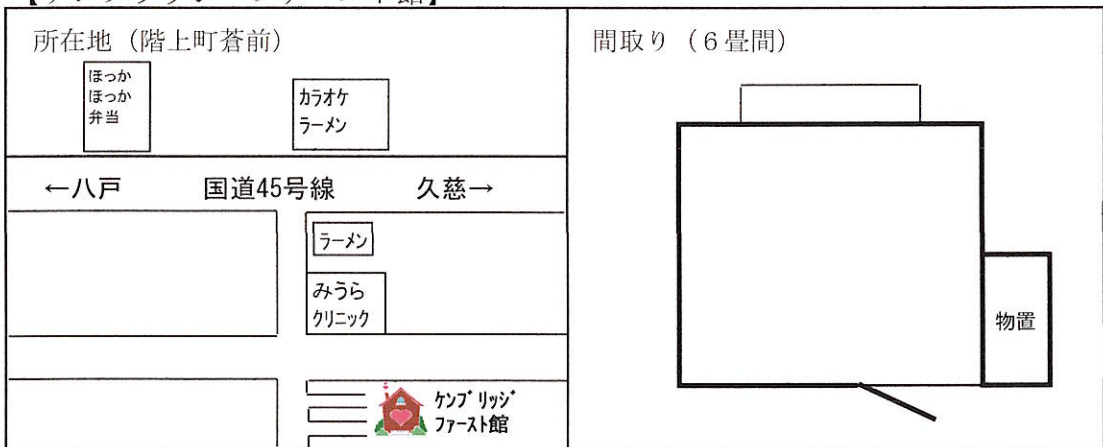 所在地（階上町蒼前）
ほっか
ほっか
弁当
カラオケ
ラーメン
←八戸　国道45号線　久慈→
ラーメン
みうら
クリニック
ケンブリッジ
ファースト館
間取り（6畳間）
物置